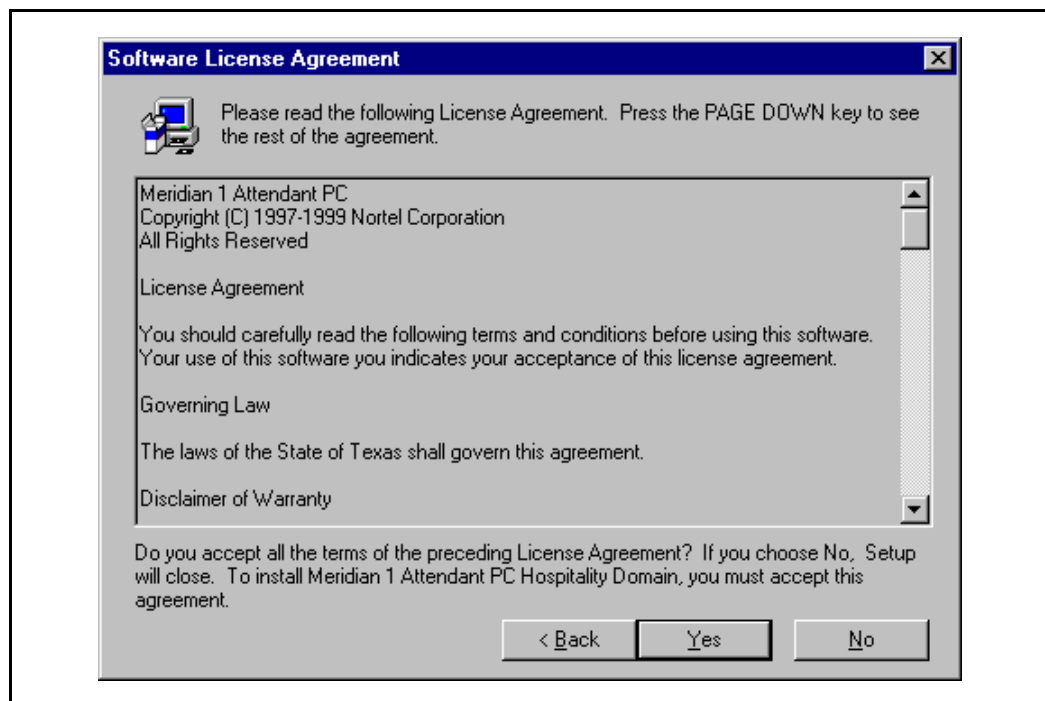 Software License Agreement
Please read the following License Agreement.  Press the PAGE DOWN key to see
the rest of the agreement.
Meridian 1 Attendant PC
Copyright (C) 1997-1999 Nortel Corporation
All Rights Reserved
License Agreement
You should carefully read the following terms and conditions before using this software.
Your use of this software you indicates your acceptance of this license agreement.
Governing Law
The laws of the State of Texas shall govern this agreement.
Disclaimer of Warranty
Do you accept all the terms of the preceding License Agreement?  If you choose No,  Setup
will close.  To install Meridian 1 Attendant PC Hospitality Domain, you must accept this
agreement.
< Back
Yes
No